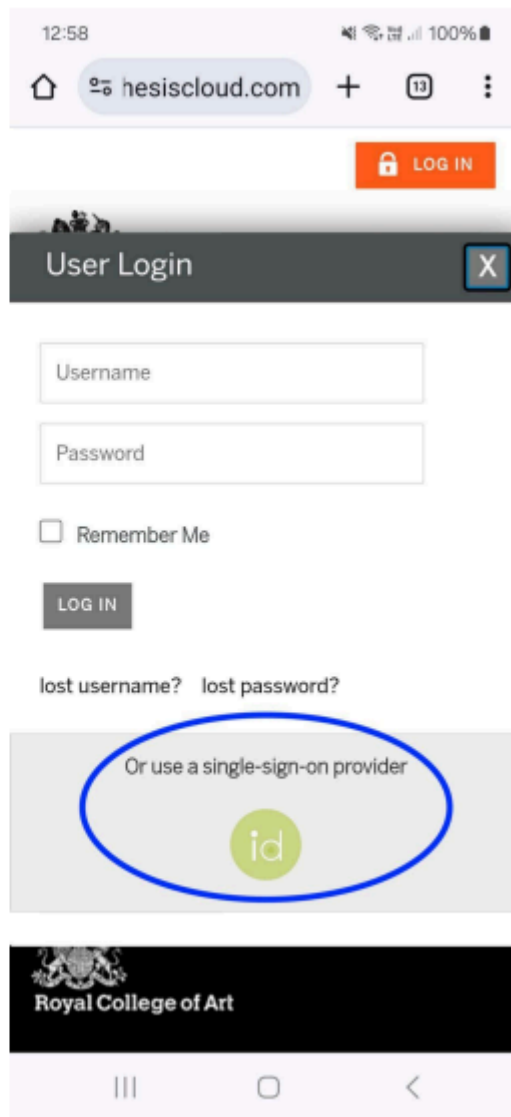 12:58
100%
hesiscloud.com
13
LOG IN
User Login
X
Username
Password
Remember Me
LOG IN
lost username? lost password?
Or use a single-sign-on provider
id
Royal College of Art